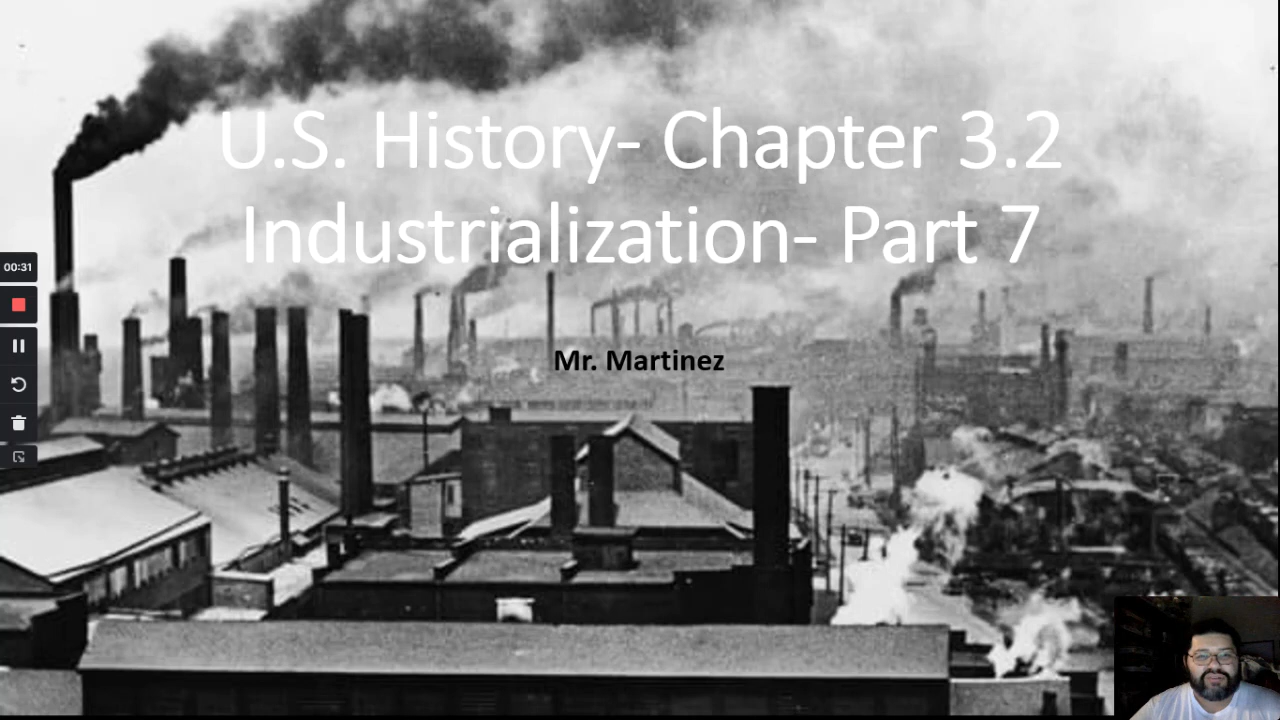 U.S. History- Chapter 3.2
Industrialization- Part 7
00:31
Mr. Martinez